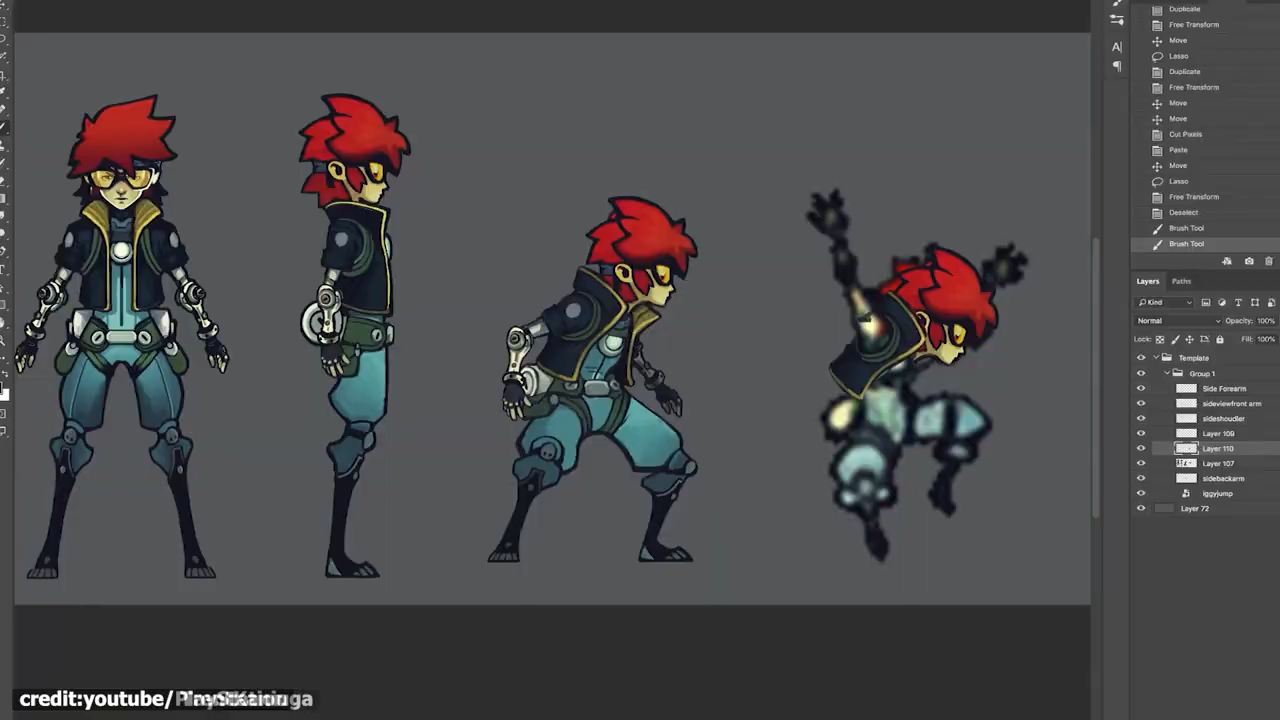 Duplicate
Free Transform
Move
Lasso
Duplicate
Free Transform
Move
Move
Cut Pixels
Paste
Move
Lasso
Free Transform
Deselect
Brush Tool
Brush Tool
Layers Paths
Kind
Normal Opacity: 100%
Lock: Fill: 100%
Template
Group 1
Side Forearm
sideviewfront arm
sideshoudler
Layer 109
Layer 110
Layer 107
sidebackarm
iggyjump
Layer 72
credit:youtube/